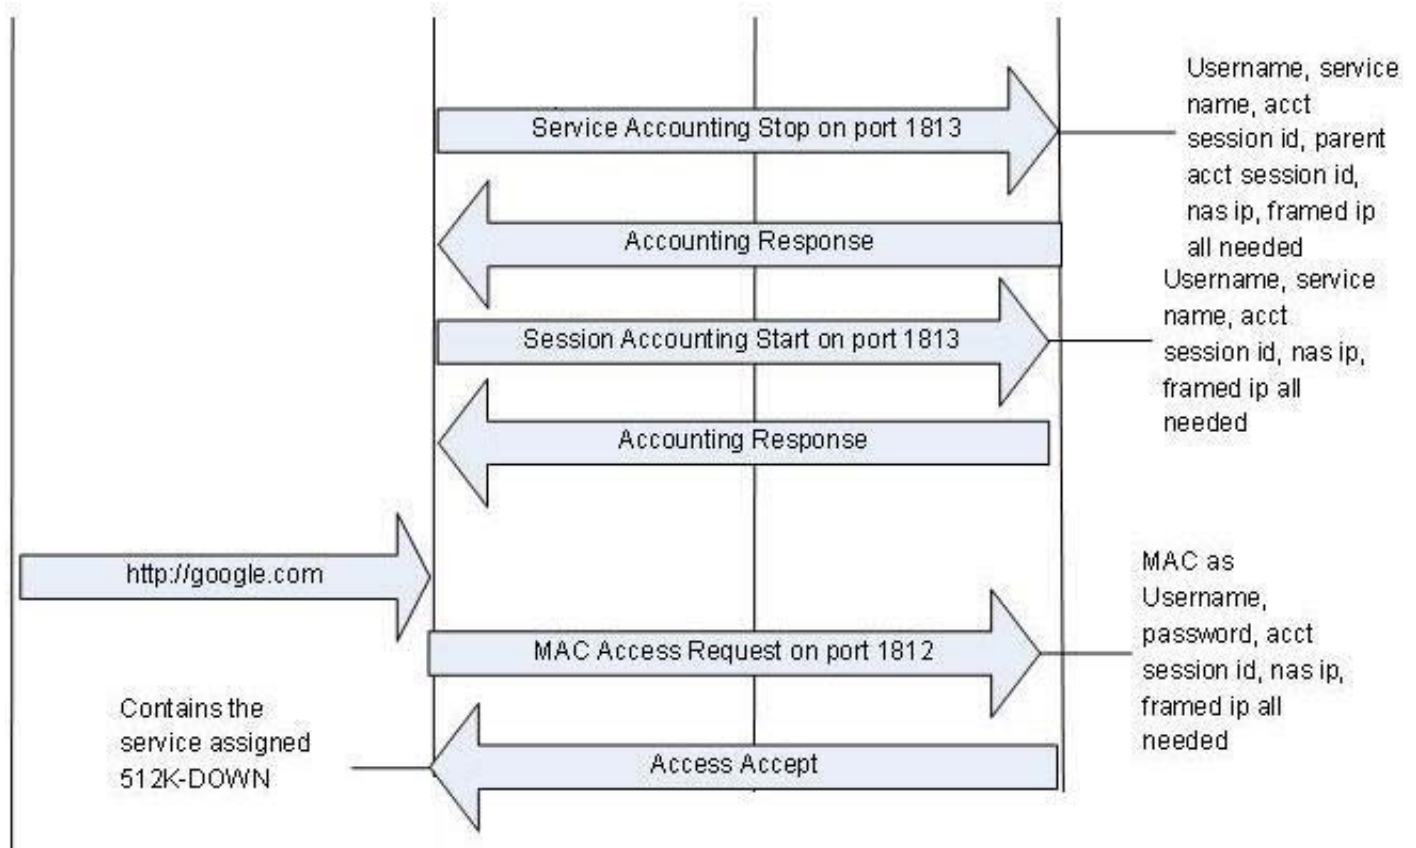 Service Accounting Stop on port 1813
Username, service
name, acct
session id, parent
acct session id,
nas ip, framed ip
all needed
Accounting Response
Session Accounting Start on port 1813
Username, service
name, acct
session id, nas ip,
framed ip all
needed
Accounting Response
http://google.com
MAC Access Request on port 1812
MAC as
Username,
password, acct
session id, nas ip,
framed ip all
needed
Contains the
service assigned
512K-DOWN
Access Accept